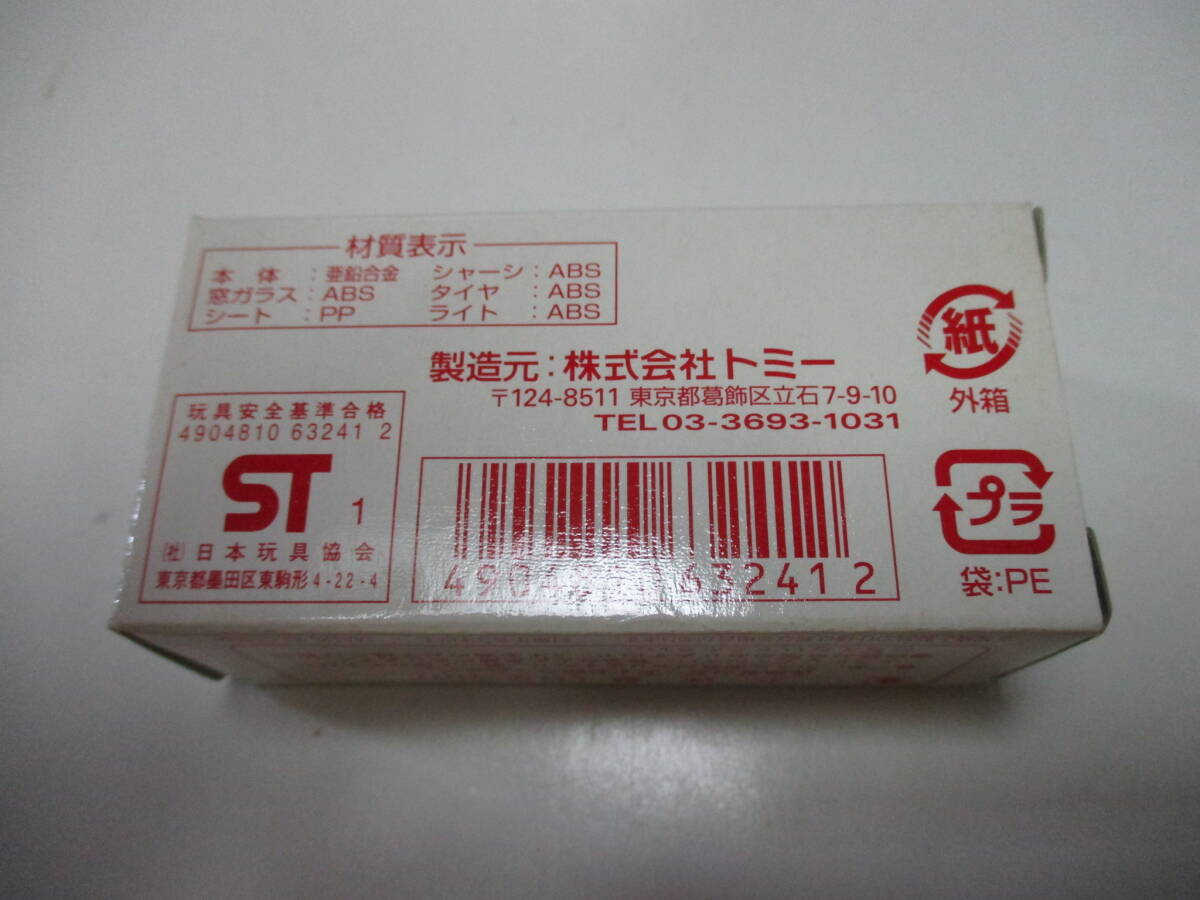 材質表示
本体:亜鉛合金 シャーシ:ABS
窓ガラス:ABS タイヤ:ABS
シート:PP ライト:ABS
製造元:株式会社トミー
〒124-8511 東京都葛飾区立石7-9-10
TEL 03-3693-1031
玩具安全基準合格
4904810 63241 2
ST 1
(社)日本玩具協会
東京都墨田区東駒形4-22-4
4904810 63241 2
紙
外箱
プラ
袋:PE